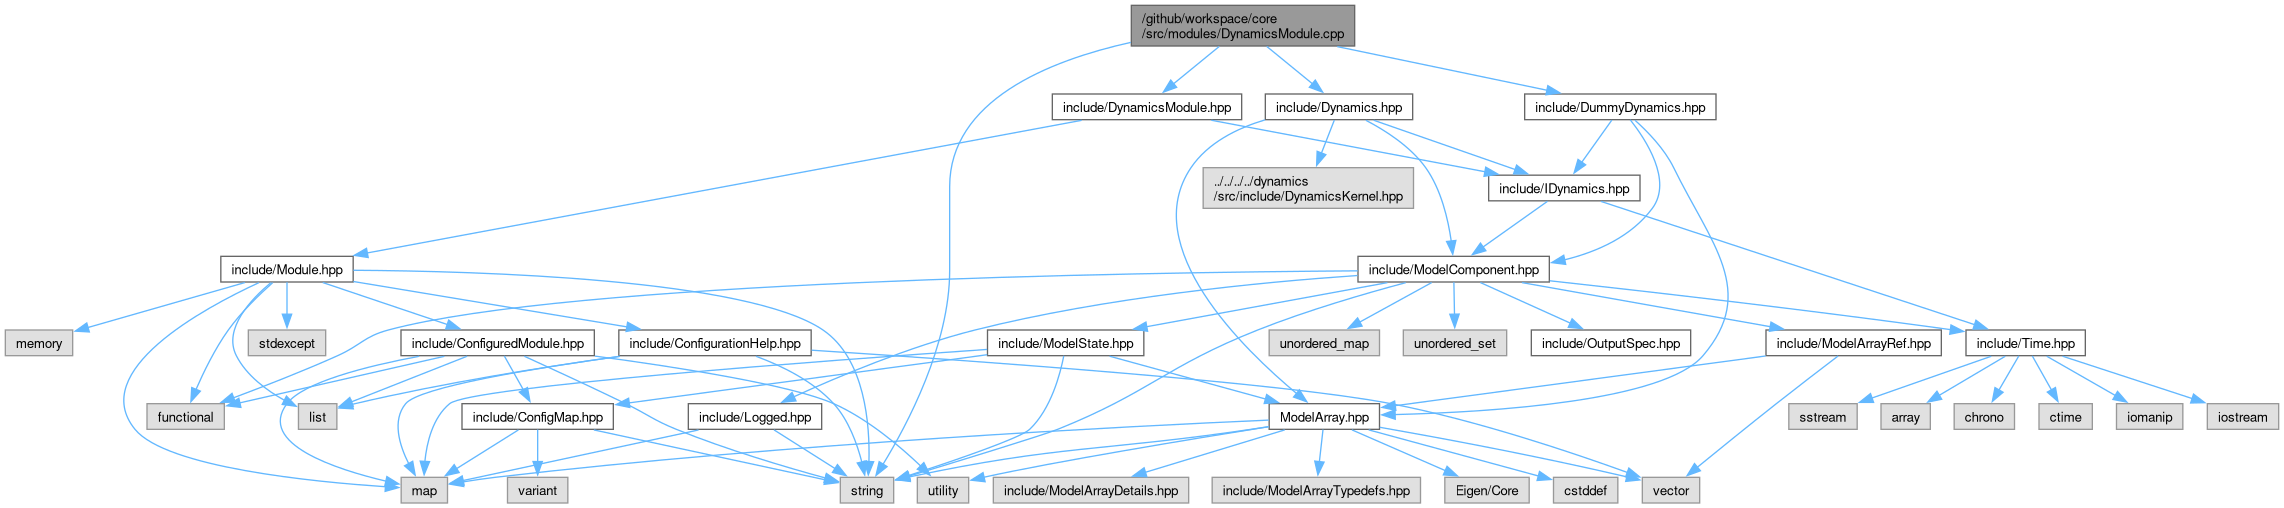 /github/workspace/core
/src/modules/DynamicsModule.cpp
include/DynamicsModule.hpp
include/Dynamics.hpp
include/DummyDynamics.hpp
../../../../dynamics
/src/include/DynamicsKernel.hpp
include/IDynamics.hpp
include/Module.hpp
include/ModelComponent.hpp
memory
stdexcept
include/ConfiguredModule.hpp
include/ConfigurationHelp.hpp
include/ModelState.hpp
unordered_map
unordered_set
include/OutputSpec.hpp
include/ModelArrayRef.hpp
include/Time.hpp
functional
list
include/ConfigMap.hpp
include/Logged.hpp
ModelArray.hpp
sstream
array
chrono
ctime
iomanip
iostream
map
variant
string
utility
include/ModelArrayDetails.hpp
include/ModelArrayTypedefs.hpp
Eigen/Core
cstddef
vector